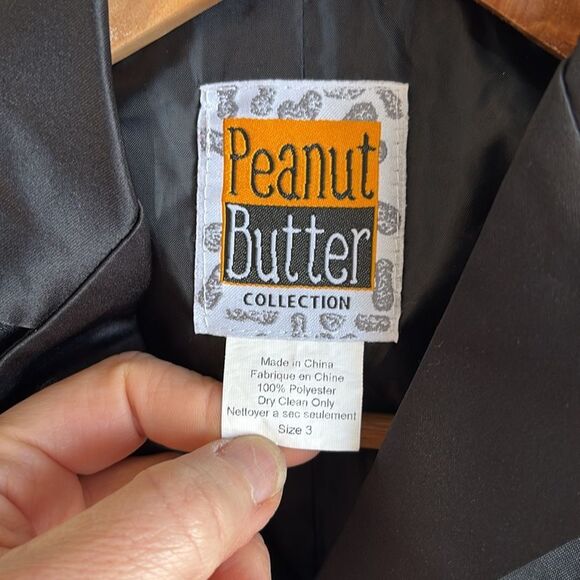 Peanut
Butter
COLLECTION
Made in China
Fabrique en Chine
100% Polyester
Dry Clean Only
Nettoyer a sec seulement
Size 3